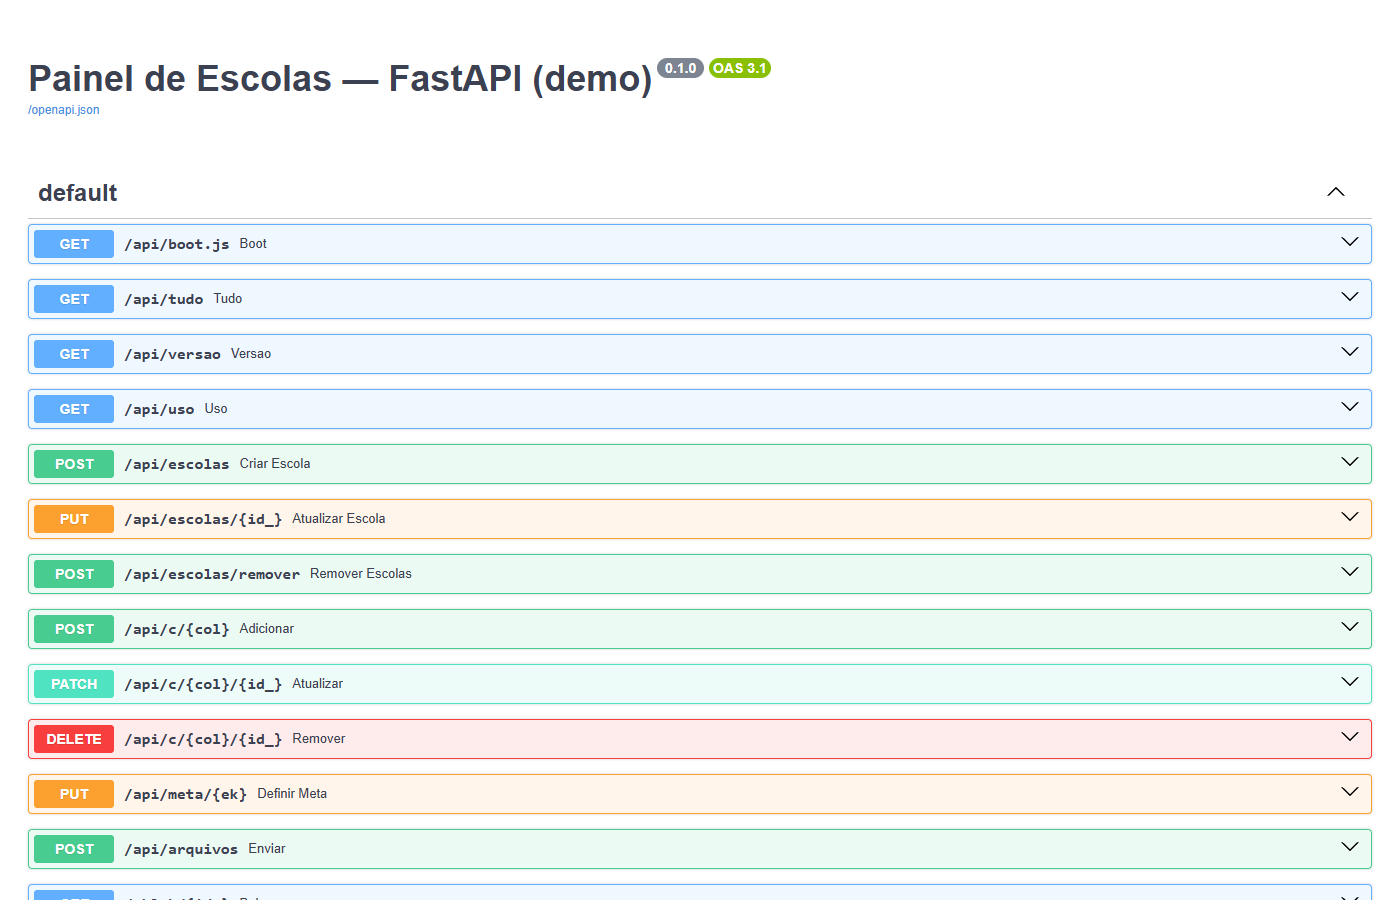 Painel de Escolas — FastAPI (demo) 0.1.0 OAS 3.1
/openapi.json
default
GET /api/boot.js Boot
GET /api/tudo Tudo
GET /api/versao Versao
GET /api/uso Uso
POST /api/escolas Criar Escola
PUT /api/escolas/{id_} Atualizar Escola
POST /api/escolas/remover Remover Escolas
POST /api/c/{col} Adicionar
PATCH /api/c/{col}/{id_} Atualizar
DELETE /api/c/{col}/{id_} Remover
PUT /api/meta/{ek} Definir Meta
POST /api/arquivos Enviar
GET